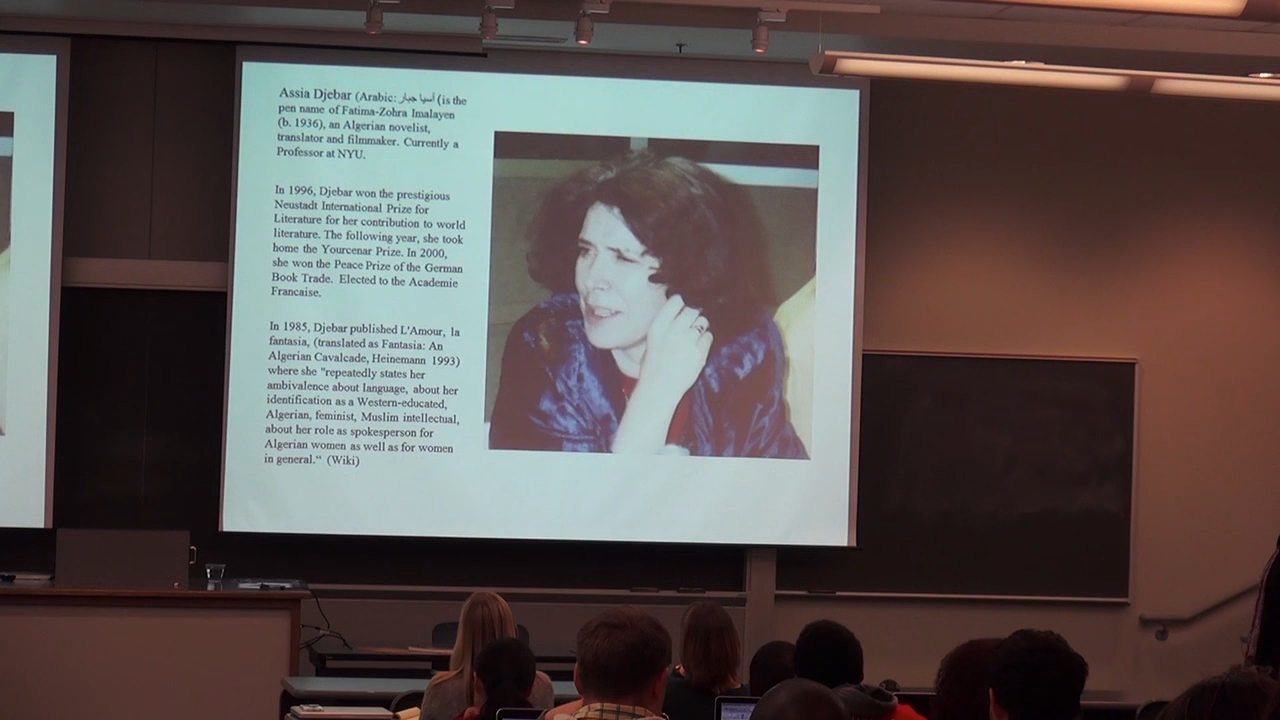 Assia Djebar (Arabic: آسيا جبار (is the
pen name of Fatima-Zohra Imalayen
(b. 1936), an Algerian novelist,
translator and filmmaker. Currently a
Professor at NYU.
In 1996, Djebar won the prestigious
Neustadt International Prize for
Literature for her contribution to world
literature. The following year, she took
home the Yourcenar Prize. In 2000,
she won the Peace Prize of the German
Book Trade. Elected to the Academie
Francaise.
In 1985, Djebar published L'Amour, la
fantasia, (translated as Fantasia: An
Algerian Cavalcade, Heinemann 1993)
where she "repeatedly states her
ambivalence about language, about her
identification as a Western-educated,
Algerian, feminist, Muslim intellectual,
about her role as spokesperson for
Algerian women as well as for women
in general." (Wiki)